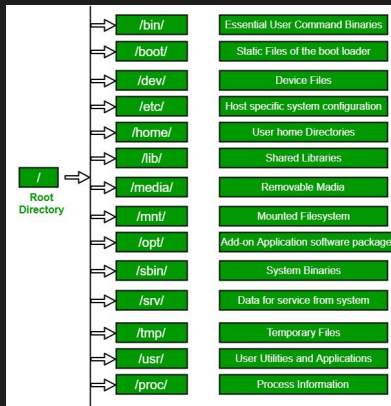 /bin/ Essential User Command Binaries
/boot/ Static Files of the boot loader
/dev/ Device Files
/etc/ Host specific system configuration
/home/ User home Directories
/lib/ Shared Libraries
/ 
Root
Directory
/media/ Removable Madia
/mnt/ Mounted Filesystem
/opt/ Add-on Application software package
/sbin/ System Binaries
/srv/ Data for service from system
/tmp/ Temporary Files
/usr/ User Utilities and Applications
/proc/ Process Information